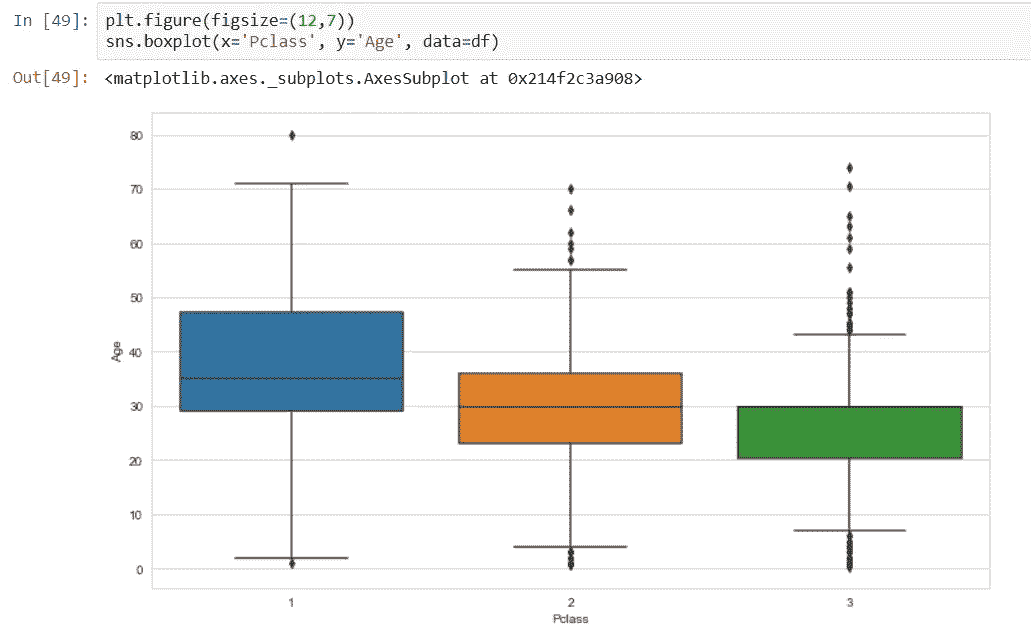 In [49]: plt.figure(figsize=(12,7))
sns.boxplot(x='Pclass', y='Age', data=df)
Out[49]: <matplotlib.axes._subplots.AxesSubplot at 0x214f2c3a908>
80
70
60
50
Age
40
30
20
10
0
1 2 3
Pclass